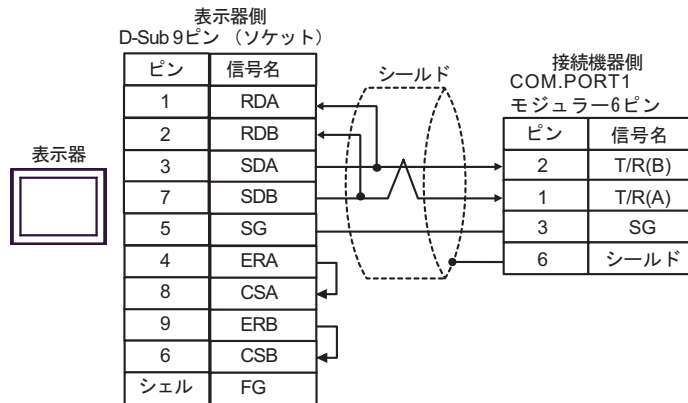 表示器側
D-Sub 9ピン （ソケット）
ピン 信号名
1 RDA
2 RDB
3 SDA
7 SDB
5 SG
4 ERA
8 CSA
9 ERB
6 CSB
シェル FG
表示器
シールド
接続機器側
COM.PORT1
モジュラー6ピン
ピン 信号名
2 T/R(B)
1 T/R(A)
3 SG
6 シールド